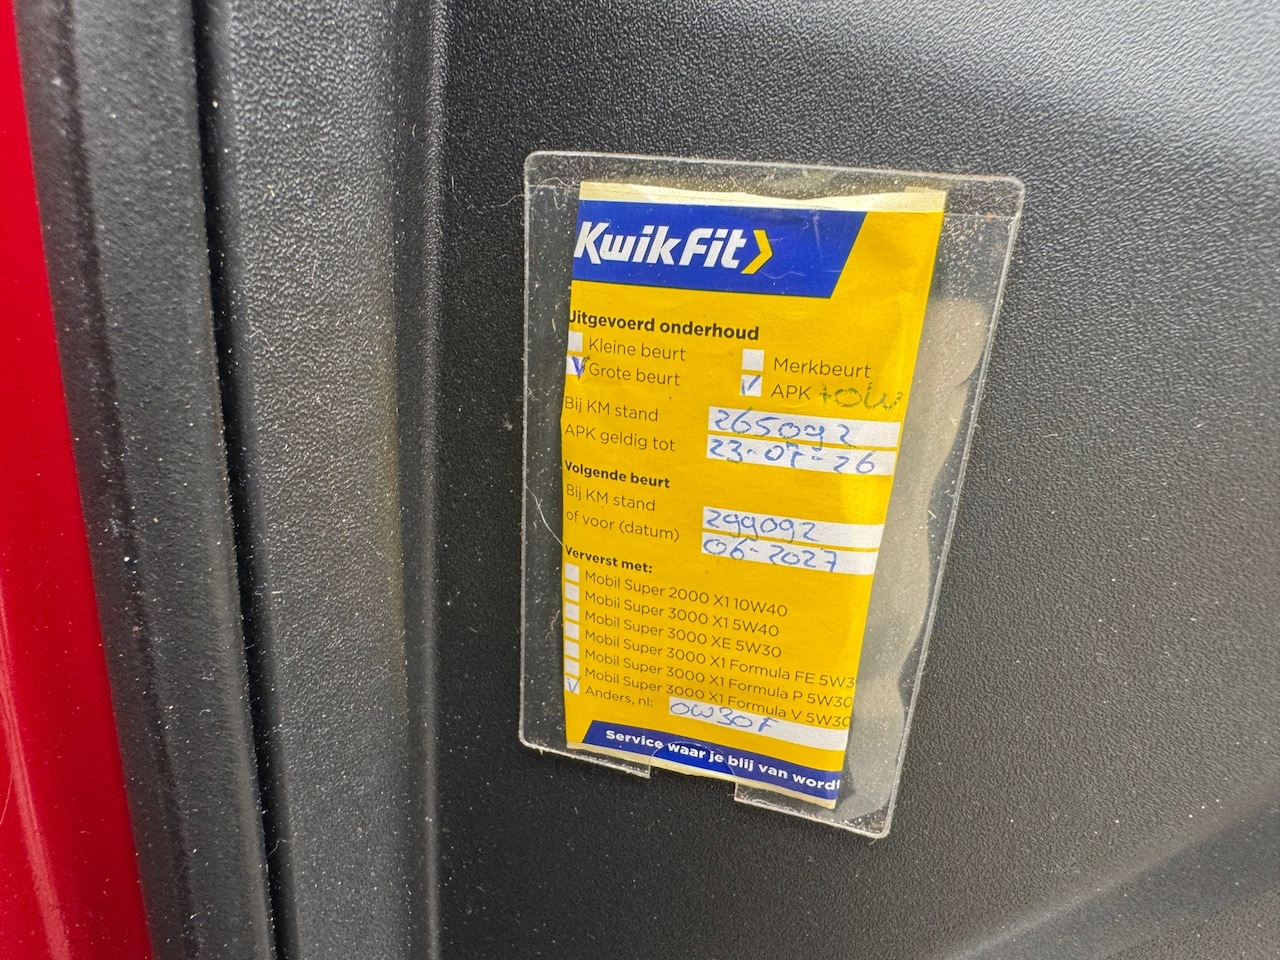 KwikFit
Uitgevoerd onderhoud
Kleine beurt Merkbeurt
Grote beurt APK +OW
Bij KM stand 265092
APK geldig tot 23-07-26
Volgende beurt
Bij KM stand 299092
of voor (datum) 06-2027
Ververst met:
Mobil Super 2000 X1 10W40
Mobil Super 3000 X1 5W40
Mobil Super 3000 XE 5W30
Mobil Super 3000 X1 Formula FE 5W3
Mobil Super 3000 X1 Formula P 5W30
Mobil Super 3000 X1 Formula V 5W30
Anders, nl: 0W30F
Service waar je blij van wordt